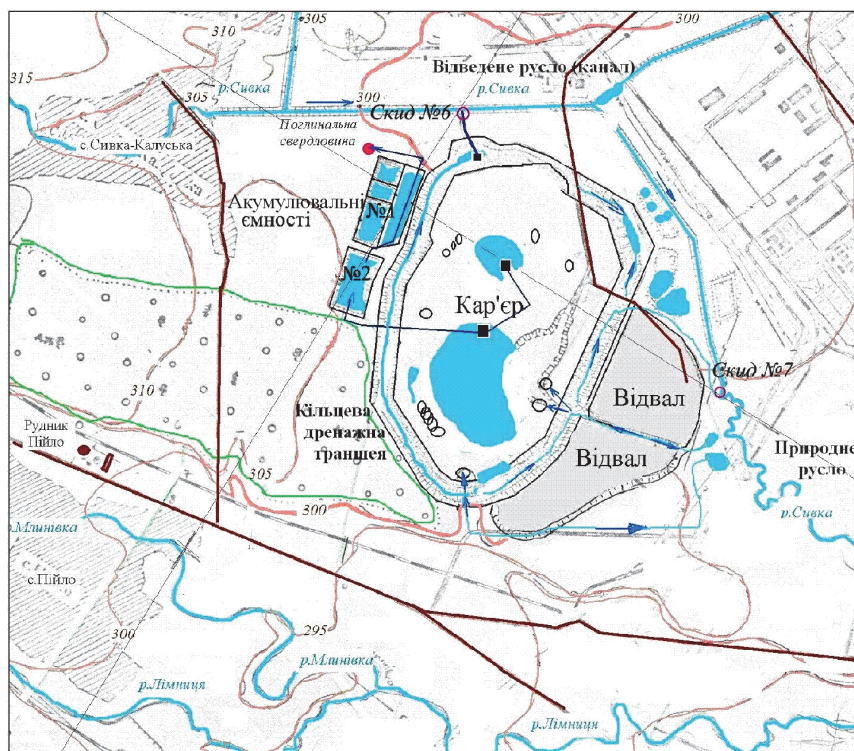 305
310
300
Відведене русло (канал)
315
р.Сивка
305
р.Сивка
300
Скид №6
Поглинальна
свердловина
с.Сивка-Калуська
Акумулювальні
ємності
№1
307
№2
Кар'єр
Скид №7
310
Відвал
Кільцева
дренажна
траншея
Рудник
Пійло
Відвал
Природне
русло
305
300
р.Млинівка
р.Сивка
с.Пійло
300
295
р.Млинівка
р.Лімниця
р.Лімниця